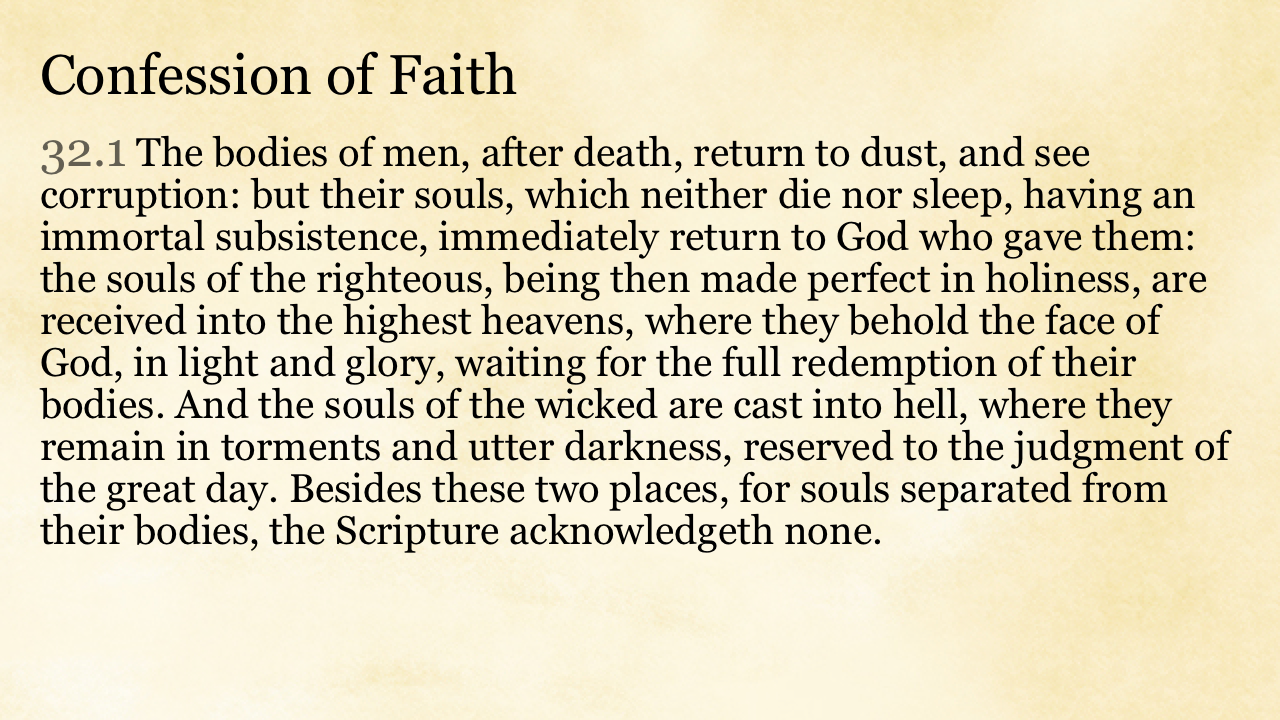 Confession of Faith
32.1 The bodies of men, after death, return to dust, and see
corruption: but their souls, which neither die nor sleep, having an
immortal subsistence, immediately return to God who gave them:
the souls of the righteous, being then made perfect in holiness, are
received into the highest heavens, where they behold the face of
God, in light and glory, waiting for the full redemption of their
bodies. And the souls of the wicked are cast into hell, where they
remain in torments and utter darkness, reserved to the judgment of
the great day. Besides these two places, for souls separated from
their bodies, the Scripture acknowledgeth none.